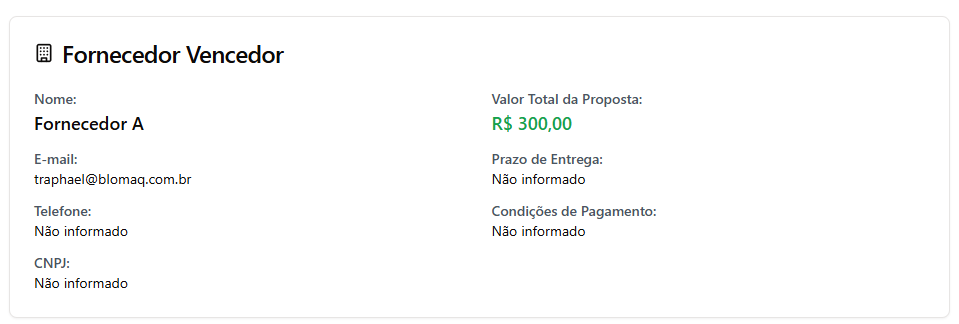 Fornecedor Vencedor
Nome:
Fornecedor A
E-mail:
traphael@blomaq.com.br
Telefone:
Não informado
CNPJ:
Não informado
Valor Total da Proposta:
R$ 300,00
Prazo de Entrega:
Não informado
Condições de Pagamento:
Não informado